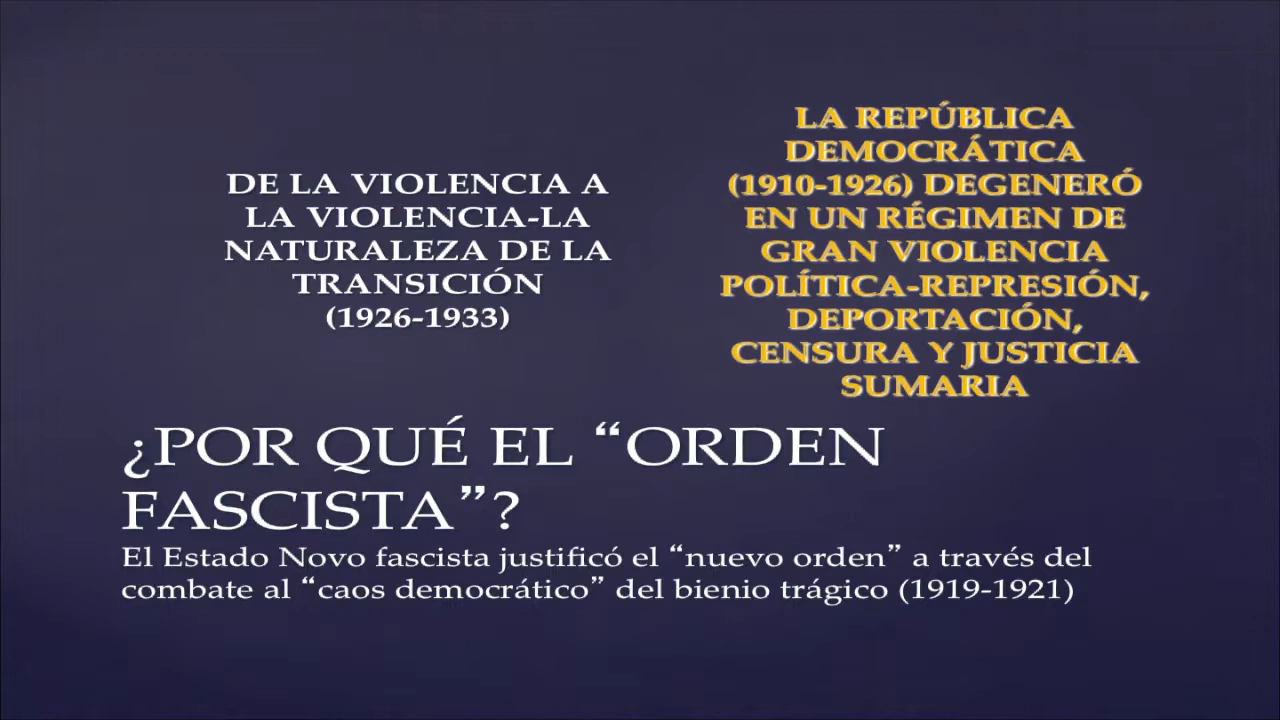 DE LA VIOLENCIA A
LA VIOLENCIA-LA
NATURALEZA DE LA
TRANSICIÓN
(1926-1933)
LA REPÚBLICA
DEMOCRÁTICA
(1910-1926) DEGENERÓ
EN UN RÉGIMEN DE
GRAN VIOLENCIA
POLÍTICA-REPRESIÓN,
DEPORTACIÓN,
CENSURA Y JUSTICIA
SUMARIA
¿POR QUÉ EL “ORDEN
FASCISTA”?
El Estado Novo fascista justificó el “nuevo orden” a través del
combate al “caos democrático” del bienio trágico (1919-1921)